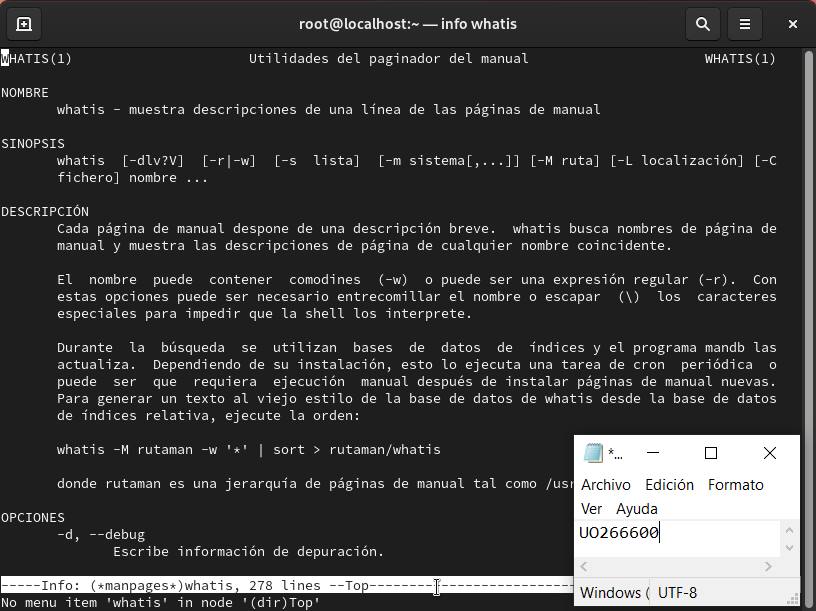 root@localhost:~ — info whatis
WHATIS(1) Utilidades del paginador del manual WHATIS(1)
NOMBRE
whatis - muestra descripciones de una línea de las páginas de manual
SINOPSIS
whatis [-dlv?V] [-r|-w] [-s lista] [-m sistema[,...]] [-M ruta] [-L localización] [-C
fichero] nombre ...
DESCRIPCIÓN
Cada página de manual despone de una descripción breve. whatis busca nombres de página de
manual y muestra las descripciones de página de cualquier nombre coincidente.
El nombre puede contener comodines (-w) o puede ser una expresión regular (-r). Con
estas opciones puede ser necesario entrecomillar el nombre o escapar (\) los caracteres
especiales para impedir que la shell los interprete.
Durante la búsqueda se utilizan bases de datos de índices y el programa mandb las
actualiza. Dependiendo de su instalación, esto lo ejecuta una tarea de cron periódica o
puede ser que requiera ejecución manual después de instalar páginas de manual nuevas.
Para generar un texto al viejo estilo de la base de datos de whatis desde la base de datos
de índices relativa, ejecute la orden:
whatis -M rutaman -w '*' | sort > rutaman/whatis
donde rutaman es una jerarquía de páginas de manual tal como /usr
OPCIONES
-d, --debug
Escribe información de depuración.
-----Info: (*manpages*)whatis, 278 lines --Top-----------------------
No menu item 'whatis' in node '(dir)Top'
*...
Archivo Edición Formato
Ver Ayuda
UO266600
Windows ( UTF-8